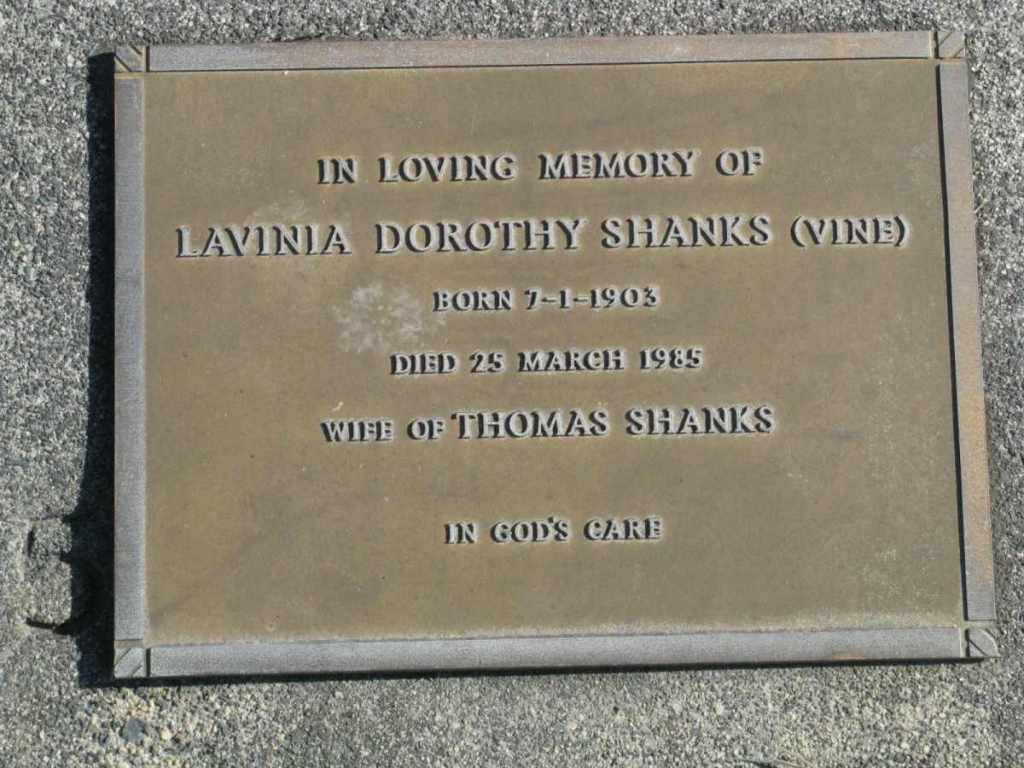 IN LOVING MEMORY OF
LAVINIA DOROTHY SHANKS (VINE)
BORN 7-1-1903
DIED 25 MARCH 1985
WIFE OF THOMAS SHANKS
IN GOD'S CARE